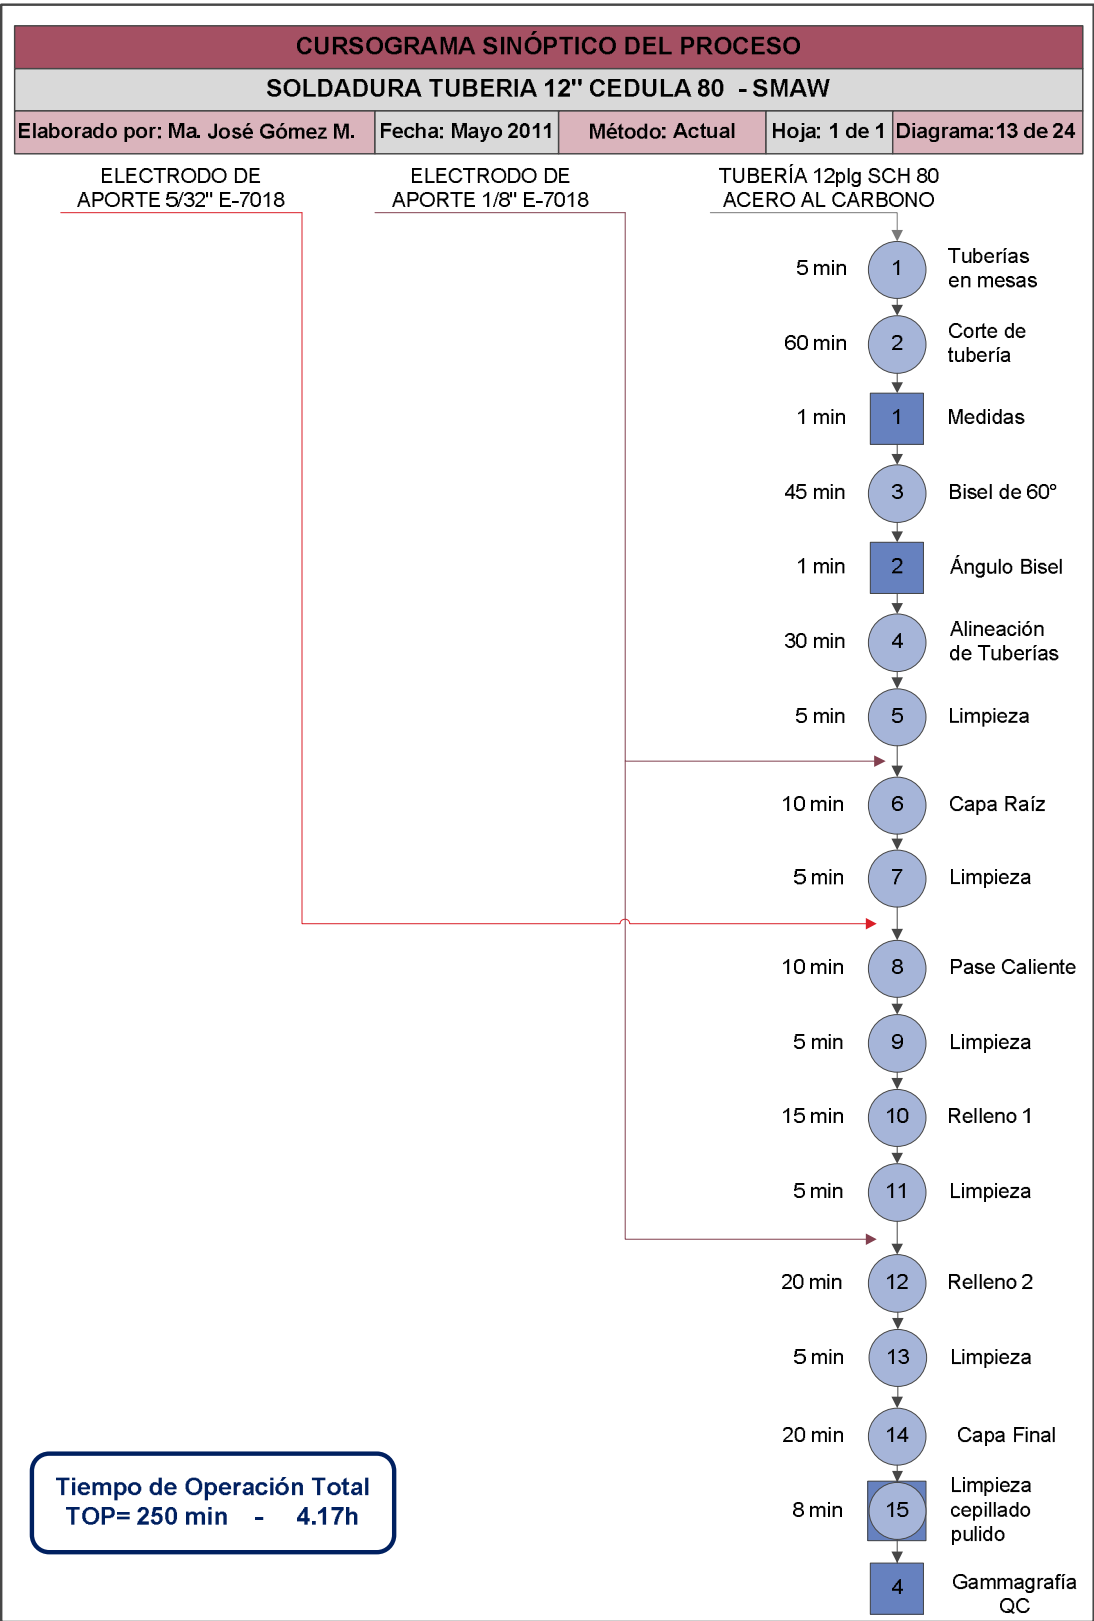 CURSOGRAMA SINÓPTICO DEL PROCESO
SOLDADURA TUBERIA 12" CEDULA 80 - SMAW
Elaborado por: Ma. José Gómez M. Fecha: Mayo 2011 Método: Actual Hoja: 1 de 1 Diagrama:13 de 24
ELECTRODO DE
APORTE 5/32" E-7018
ELECTRODO DE
APORTE 1/8" E-7018
TUBERÍA 12plg SCH 80
ACERO AL CARBONO
5 min 1 Tuberías
en mesas
60 min 2 Corte de
tubería
1 min 1 Medidas
45 min 3 Bisel de 60°
1 min 2 Ángulo Bisel
30 min 4 Alineación
de Tuberías
5 min 5 Limpieza
10 min 6 Capa Raíz
5 min 7 Limpieza
10 min 8 Pase Caliente
5 min 9 Limpieza
15 min 10 Relleno 1
5 min 11 Limpieza
20 min 12 Relleno 2
5 min 13 Limpieza
20 min 14 Capa Final
8 min 15 Limpieza
cepillado
pulido
4 Gammagrafía
QC
Tiempo de Operación Total
TOP= 250 min - 4.17h